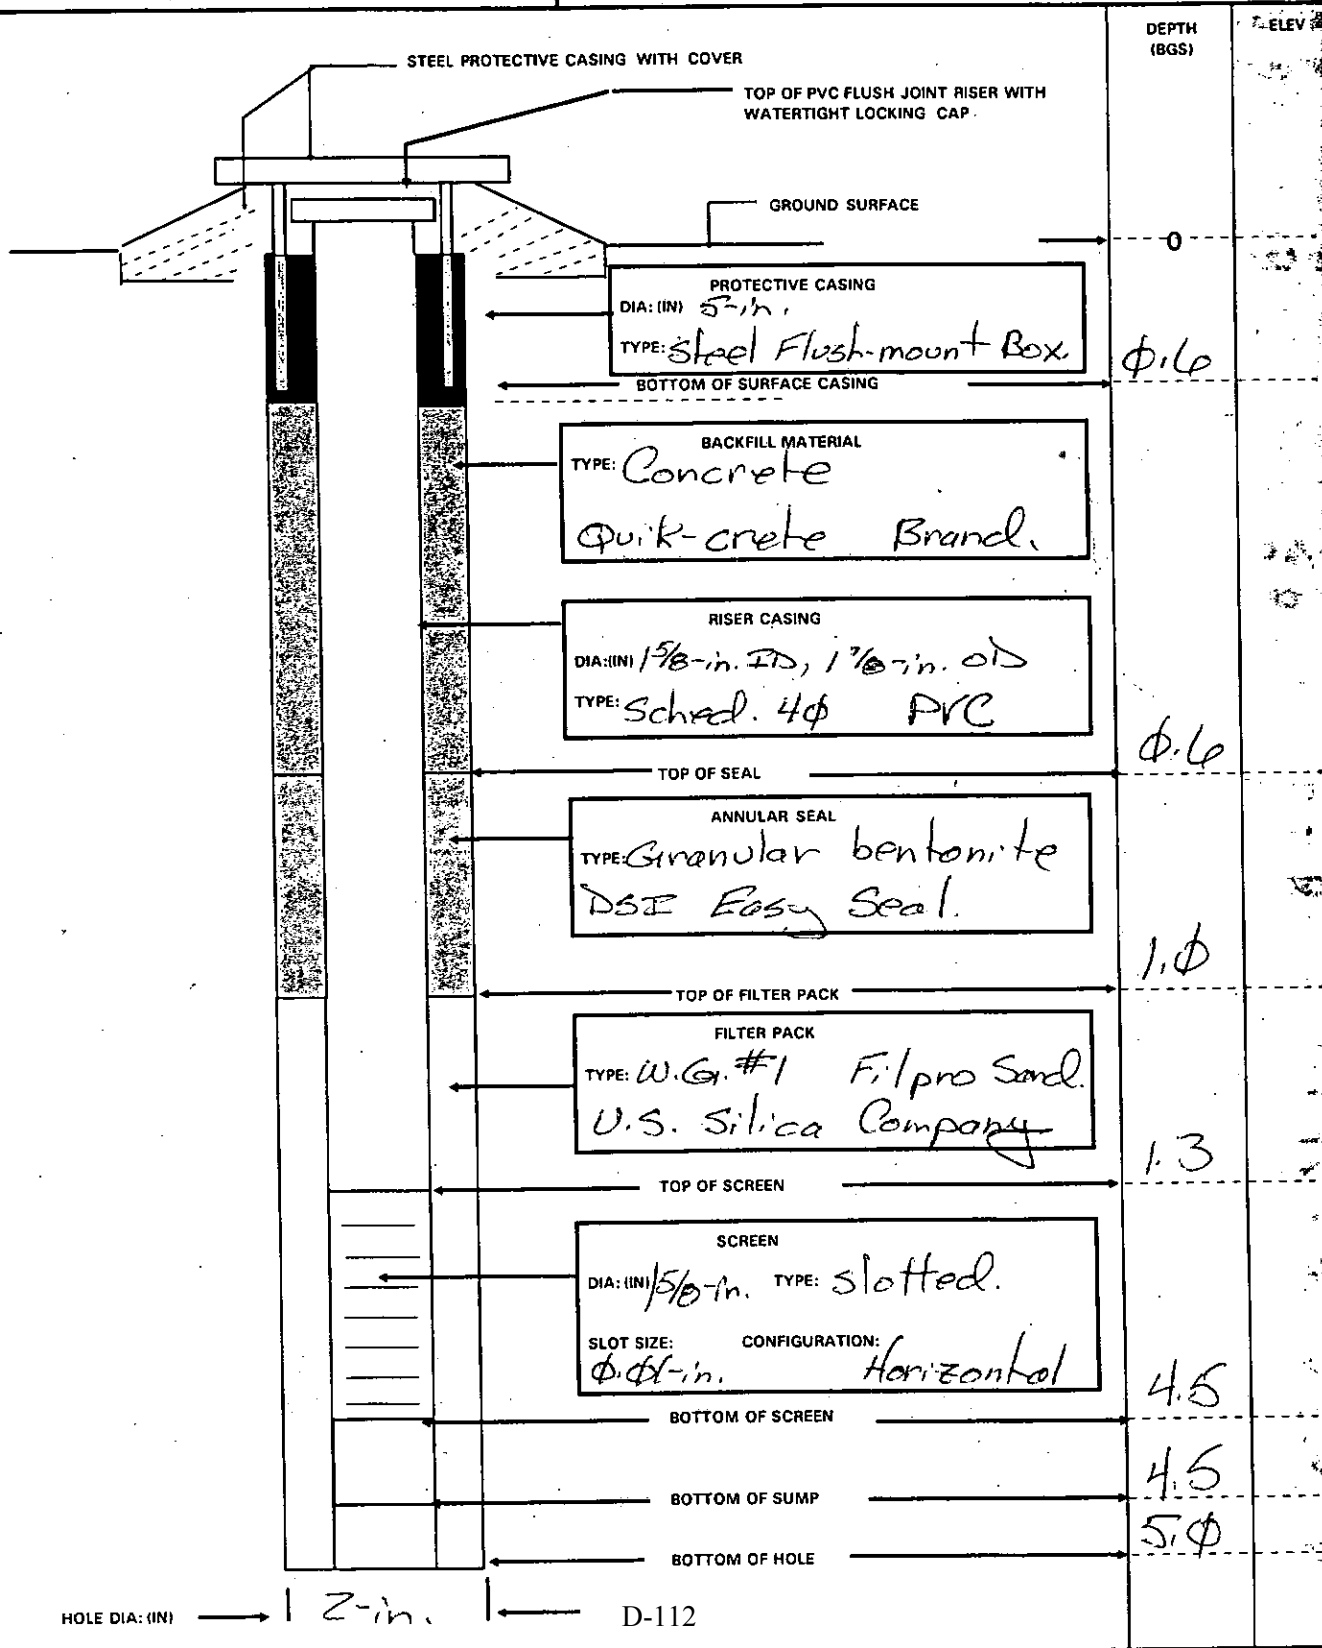 DEPTH
(BGS)
ELEV
STEEL PROTECTIVE CASING WITH COVER
TOP OF PVC FLUSH JOINT RISER WITH
WATERTIGHT LOCKING CAP.
GROUND SURFACE
0
PROTECTIVE CASING
DIA: (IN) 5-in.
TYPE: Steel Flush-mount Box.
0.6
BOTTOM OF SURFACE CASING
BACKFILL MATERIAL
TYPE: Concrete
Quik-crete Brand.
RISER CASING
DIA:(IN) 1 5/8-in. ID, 1 7/8-in. OD
TYPE: Sched. 40 PVC
0.6
TOP OF SEAL
ANNULAR SEAL
TYPE: Granular bentonite
DSI Easy Seal.
1.0
TOP OF FILTER PACK
FILTER PACK
TYPE: W.G. #1 Filpro Sand.
U.S. Silica Company
1.3
TOP OF SCREEN
SCREEN
DIA: (IN) 1 5/8-in. TYPE: slotted.
SLOT SIZE: CONFIGURATION:
0.01-in. Horizontal
4.5
BOTTOM OF SCREEN
4.5
BOTTOM OF SUMP
5.0
BOTTOM OF HOLE
HOLE DIA: (IN) 2-in.
D-112